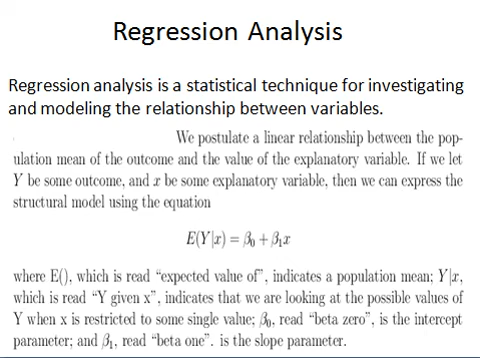 Regression Analysis
Regression analysis is a statistical technique for investigating
and modeling the relationship between variables.
We postulate a linear relationship between the pop-
ulation mean of the outcome and the value of the explanatory variable. If we let
Y be some outcome, and x be some explanatory variable, then we can express the
structural model using the equation
E(Y|x) = β₀ + β₁x
where E(), which is read “expected value of”, indicates a population mean; Y|x,
which is read “Y given x”, indicates that we are looking at the possible values of
Y when x is restricted to some single value; β₀, read “beta zero”, is the intercept
parameter; and β₁, read “beta one”. is the slope parameter.